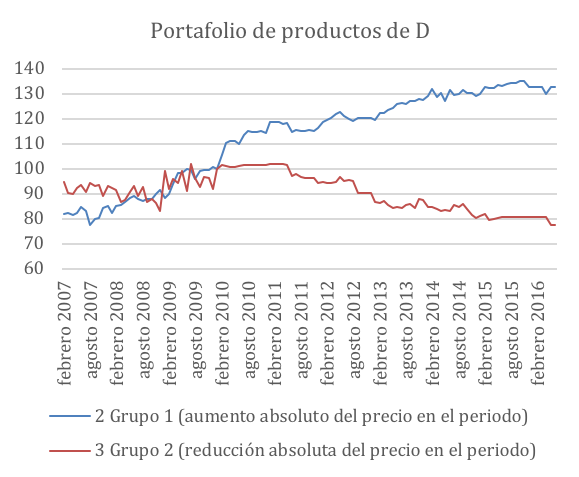 Portafolio de productos de D
140
130
120
110
100
90
80
70
60
febrero 2007
agosto 2007
febrero 2008
agosto 2008
febrero 2009
agosto 2009
febrero 2010
agosto 2010
febrero 2011
agosto 2011
febrero 2012
agosto 2012
febrero 2013
agosto 2013
febrero 2014
agosto 2014
febrero 2015
agosto 2015
febrero 2016
2 Grupo 1 (aumento absoluto del precio en el periodo)
3 Grupo 2 (reducción absoluta del precio en el periodo)